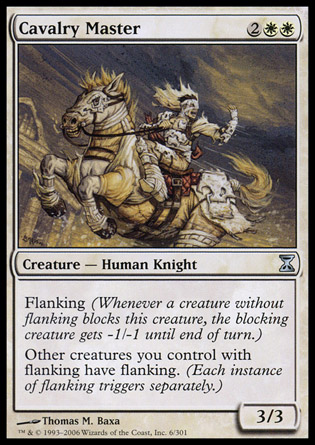 Cavalry Master 2
Creature — Human Knight
Flanking (Whenever a creature without
flanking blocks this creature, the blocking
creature gets -1/-1 until end of turn.)
Other creatures you control with
flanking have flanking. (Each instance
of flanking triggers separately.)
Thomas M. Baxa
™ & © 1993–2006 Wizards of the Coast, Inc. 6/301
3/3